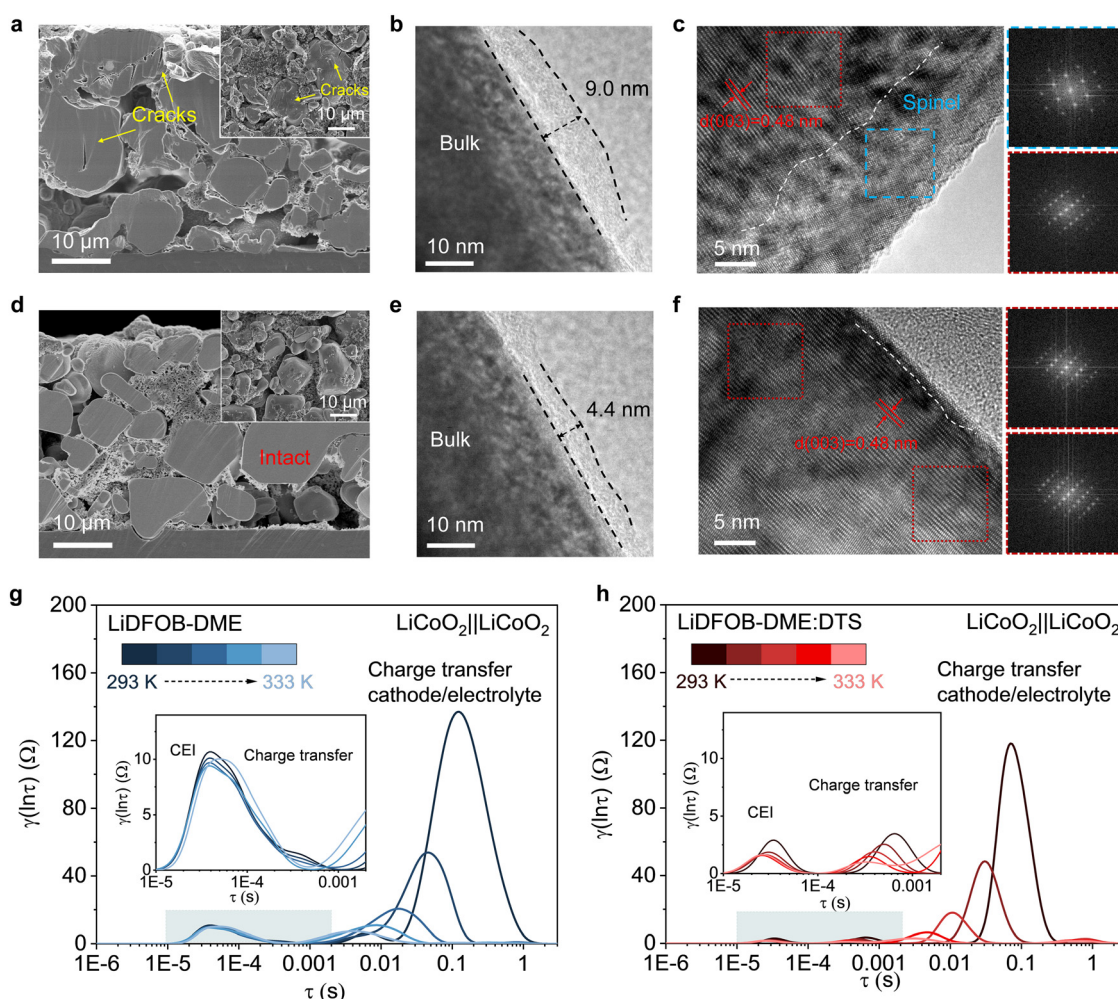 a
Cracks
Cracks
10 µm
10 µm
b
Bulk
9.0 nm
10 nm
c
Spinel
d(003)=0.48 nm
5 nm
d
Intact
10 µm
10 µm
e
Bulk
4.4 nm
10 nm
f
d(003)=0.48 nm
5 nm
g
LiDFOB-DME
LiCoO₂||LiCoO₂
293 K
333 K
Charge transfer
cathode/electrolyte
CEI
Charge transfer
γ(lnτ) (Ω)
10
5
0
1E-5
1E-4
0.001
τ (s)
γ(lnτ) (Ω)
200
160
120
80
40
0
1E-6
1E-5
1E-4
0.001
0.01
0.1
1
τ (s)
h
LiDFOB-DME:DTS
LiCoO₂||LiCoO₂
293 K
333 K
Charge transfer
cathode/electrolyte
CEI
Charge transfer
γ(lnτ) (Ω)
10
5
0
1E-5
1E-4
0.001
τ (s)
γ(lnτ) (Ω)
200
160
120
80
40
0
1E-6
1E-5
1E-4
0.001
0.01
0.1
1
τ (s)